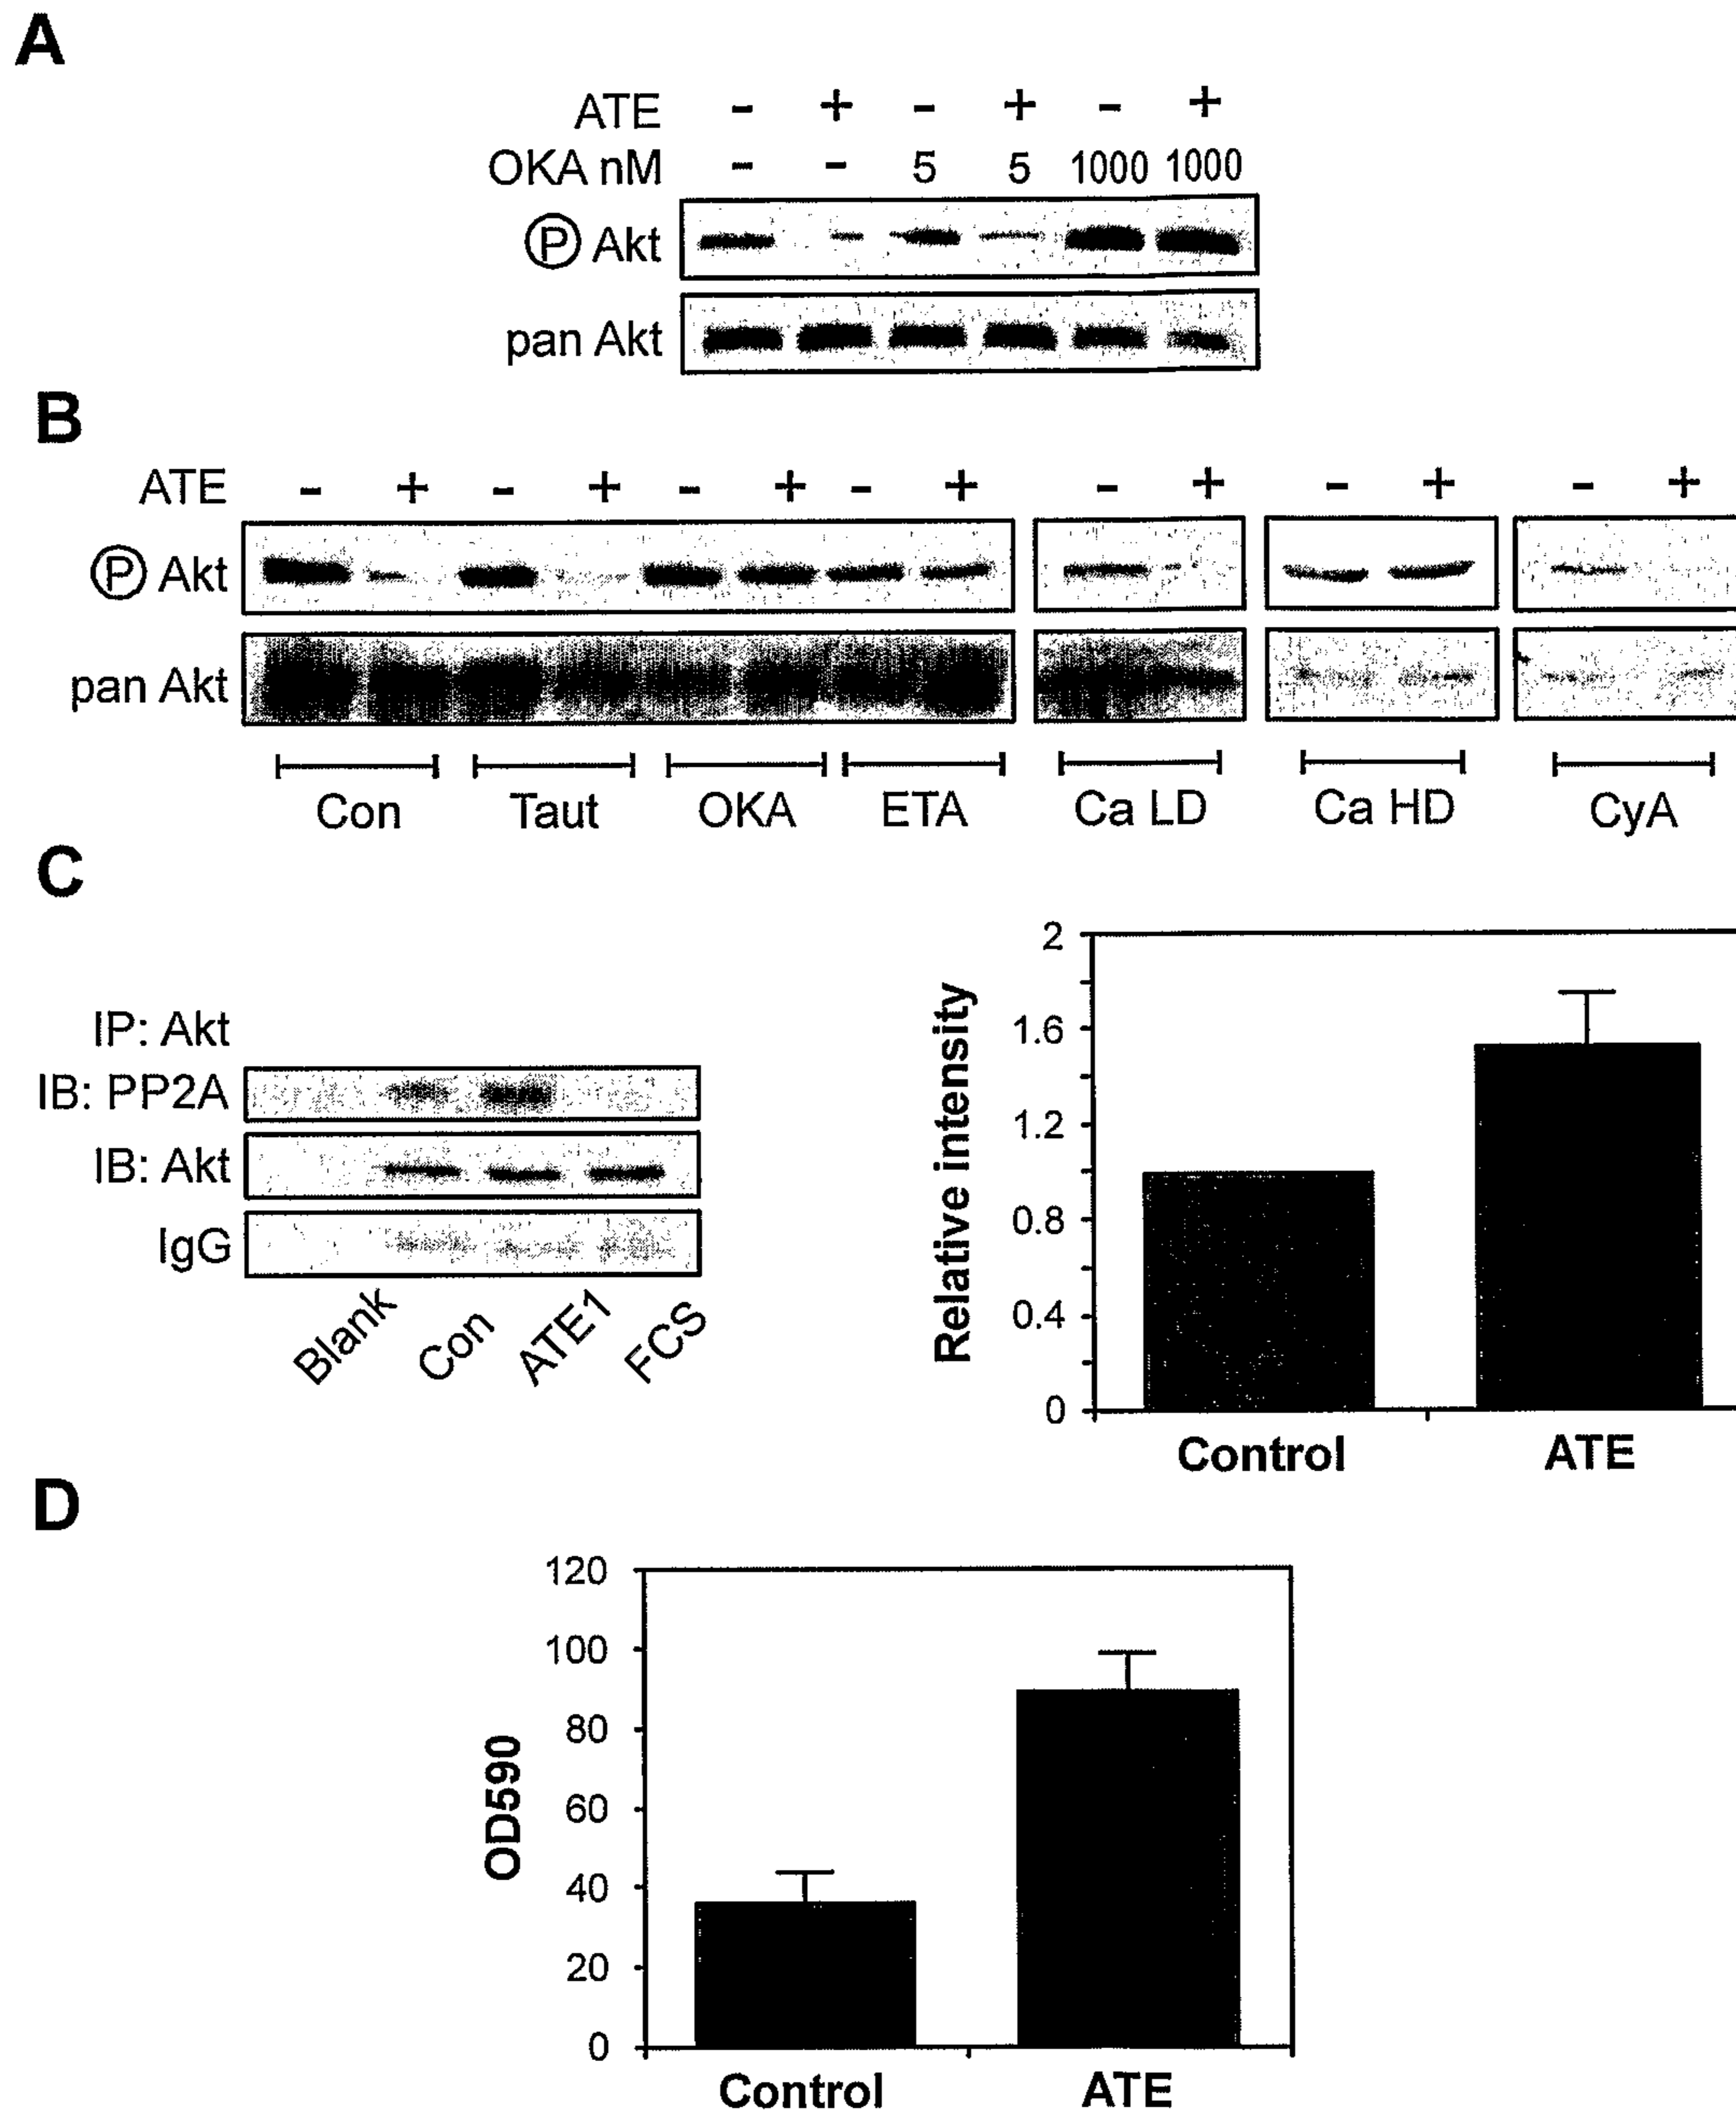 A
ATE - + - + - +
OKA nM - - 5 5 1000 1000
P Akt
pan Akt
B
ATE - + - + - + - + - + - + - +
P Akt
pan Akt
Con Taut OKA ETA Ca LD Ca HD CyA
C
IP: Akt
IB: PP2A
IB: Akt
IgG
Blank Con ATE1 FCS
Relative intensity
2
1.6
1.2
0.8
0.4
0
Control ATE
D
OD590
120
100
80
60
40
20
0
Control ATE